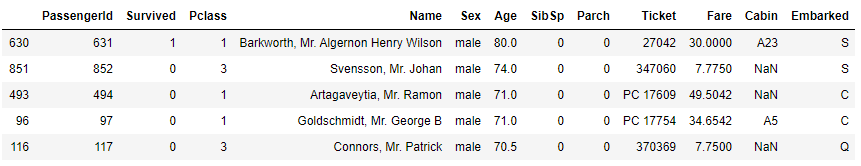 PassengerId Survived Pclass Name Sex Age SibSp Parch Ticket Fare Cabin Embarked
630 631 1 1 Barkworth, Mr. Algernon Henry Wilson male 80.0 0 0 27042 30.0000 A23 S
851 852 0 3 Svensson, Mr. Johan male 74.0 0 0 347060 7.7750 NaN S
493 494 0 1 Artagaveytia, Mr. Ramon male 71.0 0 0 PC 17609 49.5042 NaN C
96 97 0 1 Goldschmidt, Mr. George B male 71.0 0 0 PC 17754 34.6542 A5 C
116 117 0 3 Connors, Mr. Patrick male 70.5 0 0 370369 7.7500 NaN Q